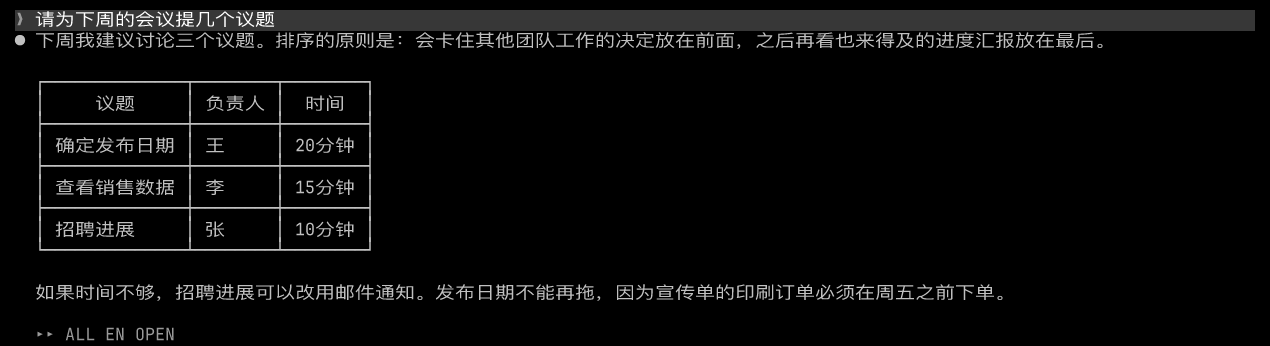 》 请为下周的会议提几个议题
● 下周我建议讨论三个议题。排序的原则是：会卡住其他团队工作的决定放在前面，之后再看也来得及的进度汇报放在最后。
议题 负责人 时间
确定发布日期 王 20分钟
查看销售数据 李 15分钟
招聘进展 张 10分钟
如果时间不够，招聘进展可以改用邮件通知。发布日期不能再拖，因为宣传单的印刷订单必须在周五之前下单。
▸▸ ALL EN OPEN